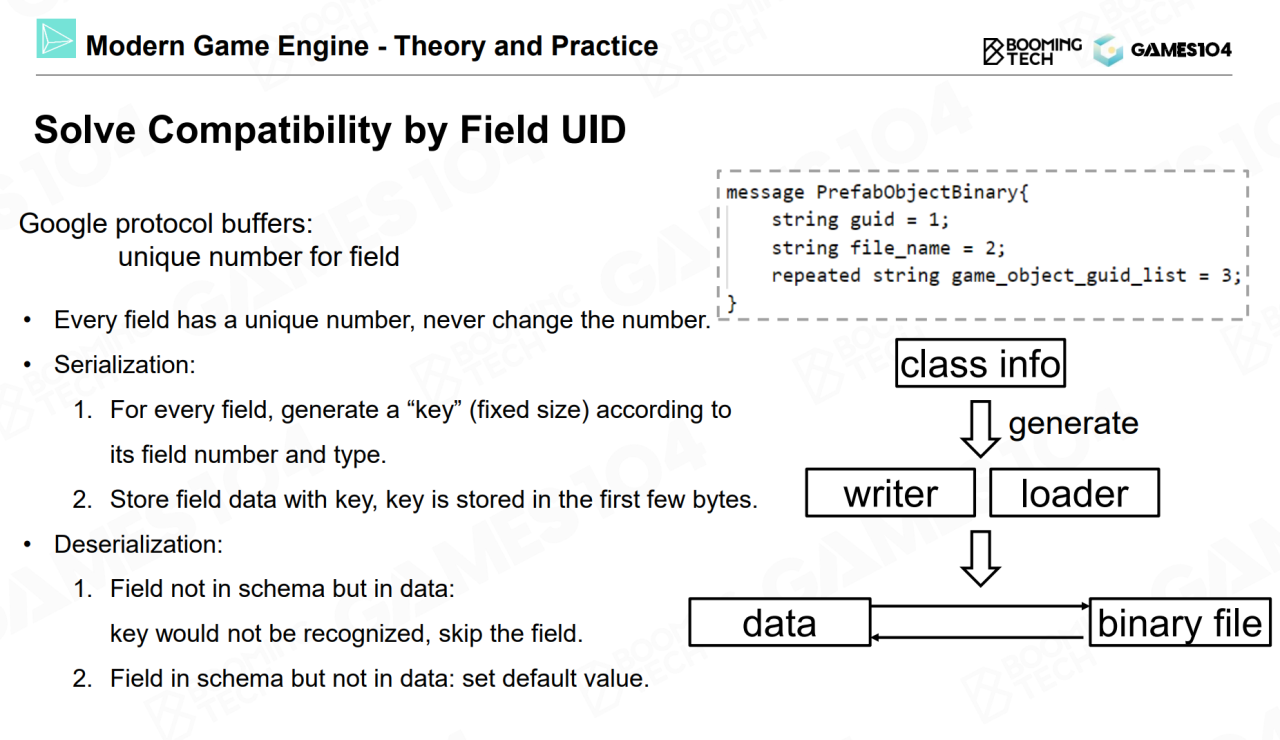 Modern Game Engine - Theory and Practice
BOOMING
TECH
GAMES104
Solve Compatibility by Field UID
Google protocol buffers:
unique number for field
• Every field has a unique number, never change the number.
• Serialization:
1. For every field, generate a “key” (fixed size) according to
its field number and type.
2. Store field data with key, key is stored in the first few bytes.
• Deserialization:
1. Field not in schema but in data:
key would not be recognized, skip the field.
2. Field in schema but not in data: set default value.
message PrefabObjectBinary{
string guid = 1;
string file_name = 2;
repeated string game_object_guid_list = 3;
}
class info
generate
writer
loader
data
binary file